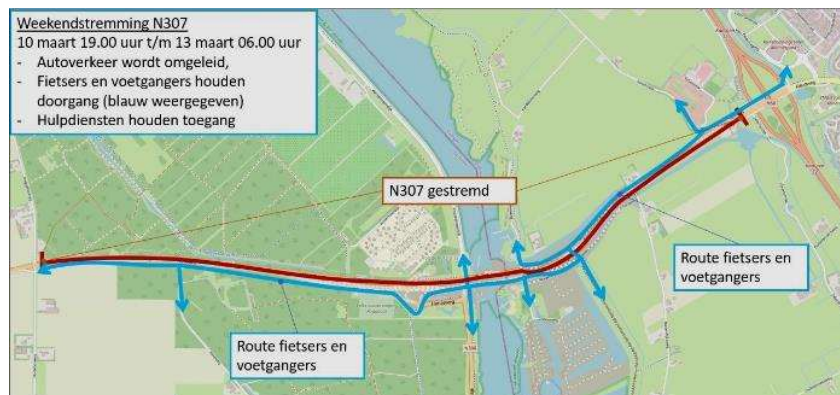 Weekendstremming N307
10 maart 19.00 uur t/m 13 maart 06.00 uur
- Autoverkeer wordt omgeleid,
- Fietsers en voetgangers houden
doorgang (blauw weergegeven)
- Hulpdiensten houden toegang
N307 gestremd
Route fietsers en
voetgangers
Route fietsers en
voetgangers